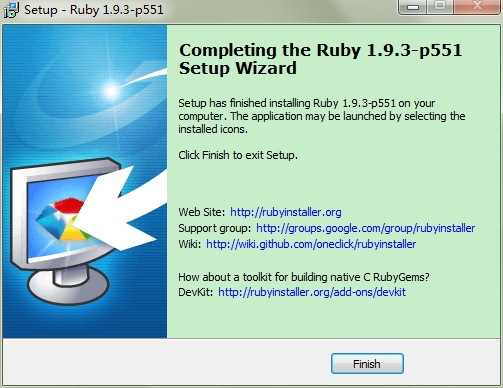 Setup - Ruby 1.9.3-p551
Completing the Ruby 1.9.3-p551
Setup Wizard
Setup has finished installing Ruby 1.9.3-p551 on your
computer. The application may be launched by selecting the
installed icons.
Click Finish to exit Setup.
Web Site: http://rubyinstaller.org
Support group: http://groups.google.com/group/rubyinstaller
Wiki: http://wiki.github.com/oneclick/rubyinstaller
How about a toolkit for building native C RubyGems?
DevKit: http://rubyinstaller.org/add-ons/devkit
Finish